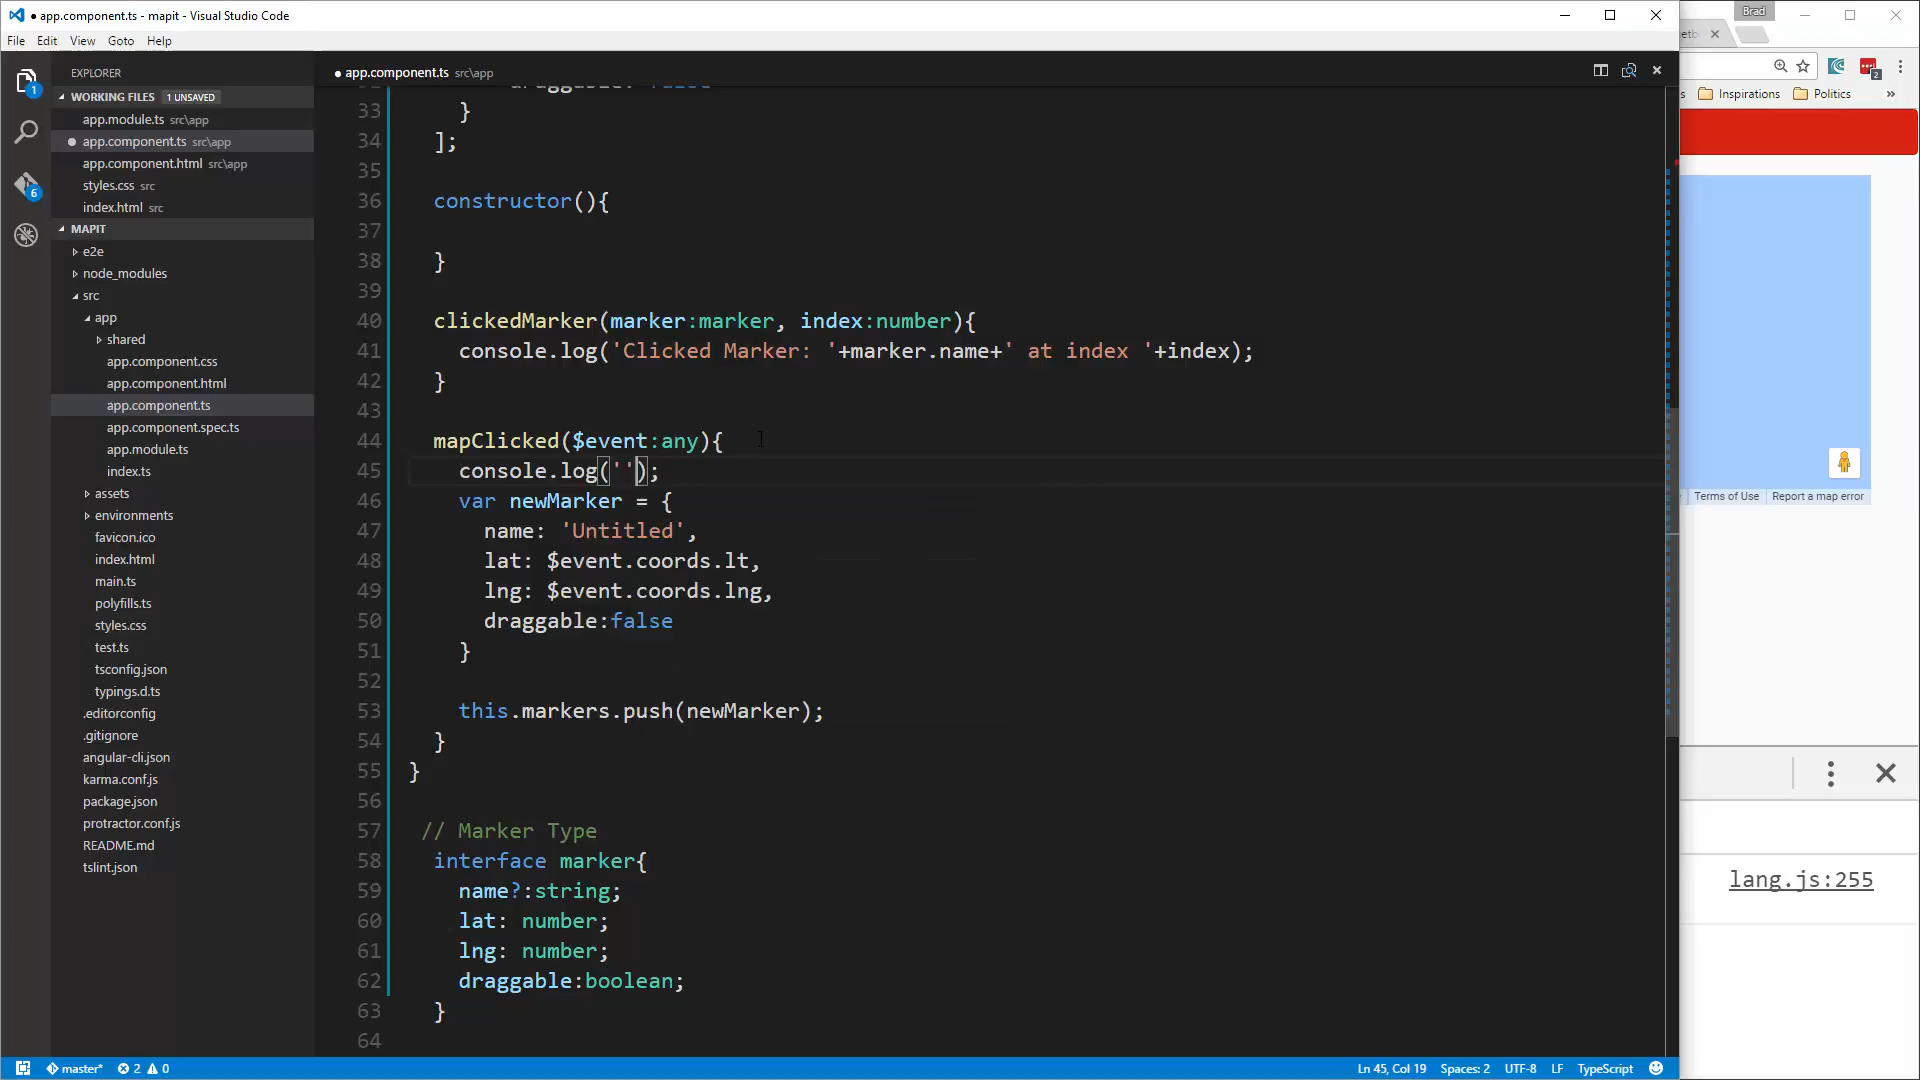 ● app.component.ts - mapit - Visual Studio Code
Brad
File Edit View Goto Help
EXPLORER
WORKING FILES 1 UNSAVED
app.module.ts src\app
app.component.ts src\app
app.component.html src\app
styles.css src
index.html src
MAPIT
e2e
node_modules
src
app
shared
app.component.css
app.component.html
app.component.ts
app.component.spec.ts
app.module.ts
index.ts
assets
environments
favicon.ico
index.html
main.ts
polyfills.ts
styles.css
test.ts
tsconfig.json
typings.d.ts
.editorconfig
.gitignore
angular-cli.json
karma.conf.js
package.json
protractor.conf.js
README.md
tslint.json
1
6
● app.component.ts src\app
33 }
34 ];
35
36 constructor(){
37
38 }
39
40 clickedMarker(marker:marker, index:number){
41 console.log('Clicked Marker: '+marker.name+' at index '+index);
42 }
43
44 mapClicked($event:any){
45 console.log('');
46 var newMarker = {
47 name: 'Untitled',
48 lat: $event.coords.lt,
49 lng: $event.coords.lng,
50 draggable:false
51 }
52
53 this.markers.push(newMarker);
54 }
55 }
56
57 // Marker Type
58 interface marker{
59 name?:string;
60 lat: number;
61 lng: number;
62 draggable:boolean;
63 }
64
2
Inspirations Politics »
Terms of Use Report a map error
lang.js:255
master* 2 0 Ln 45, Col 19 Spaces: 2 UTF-8 LF TypeScript